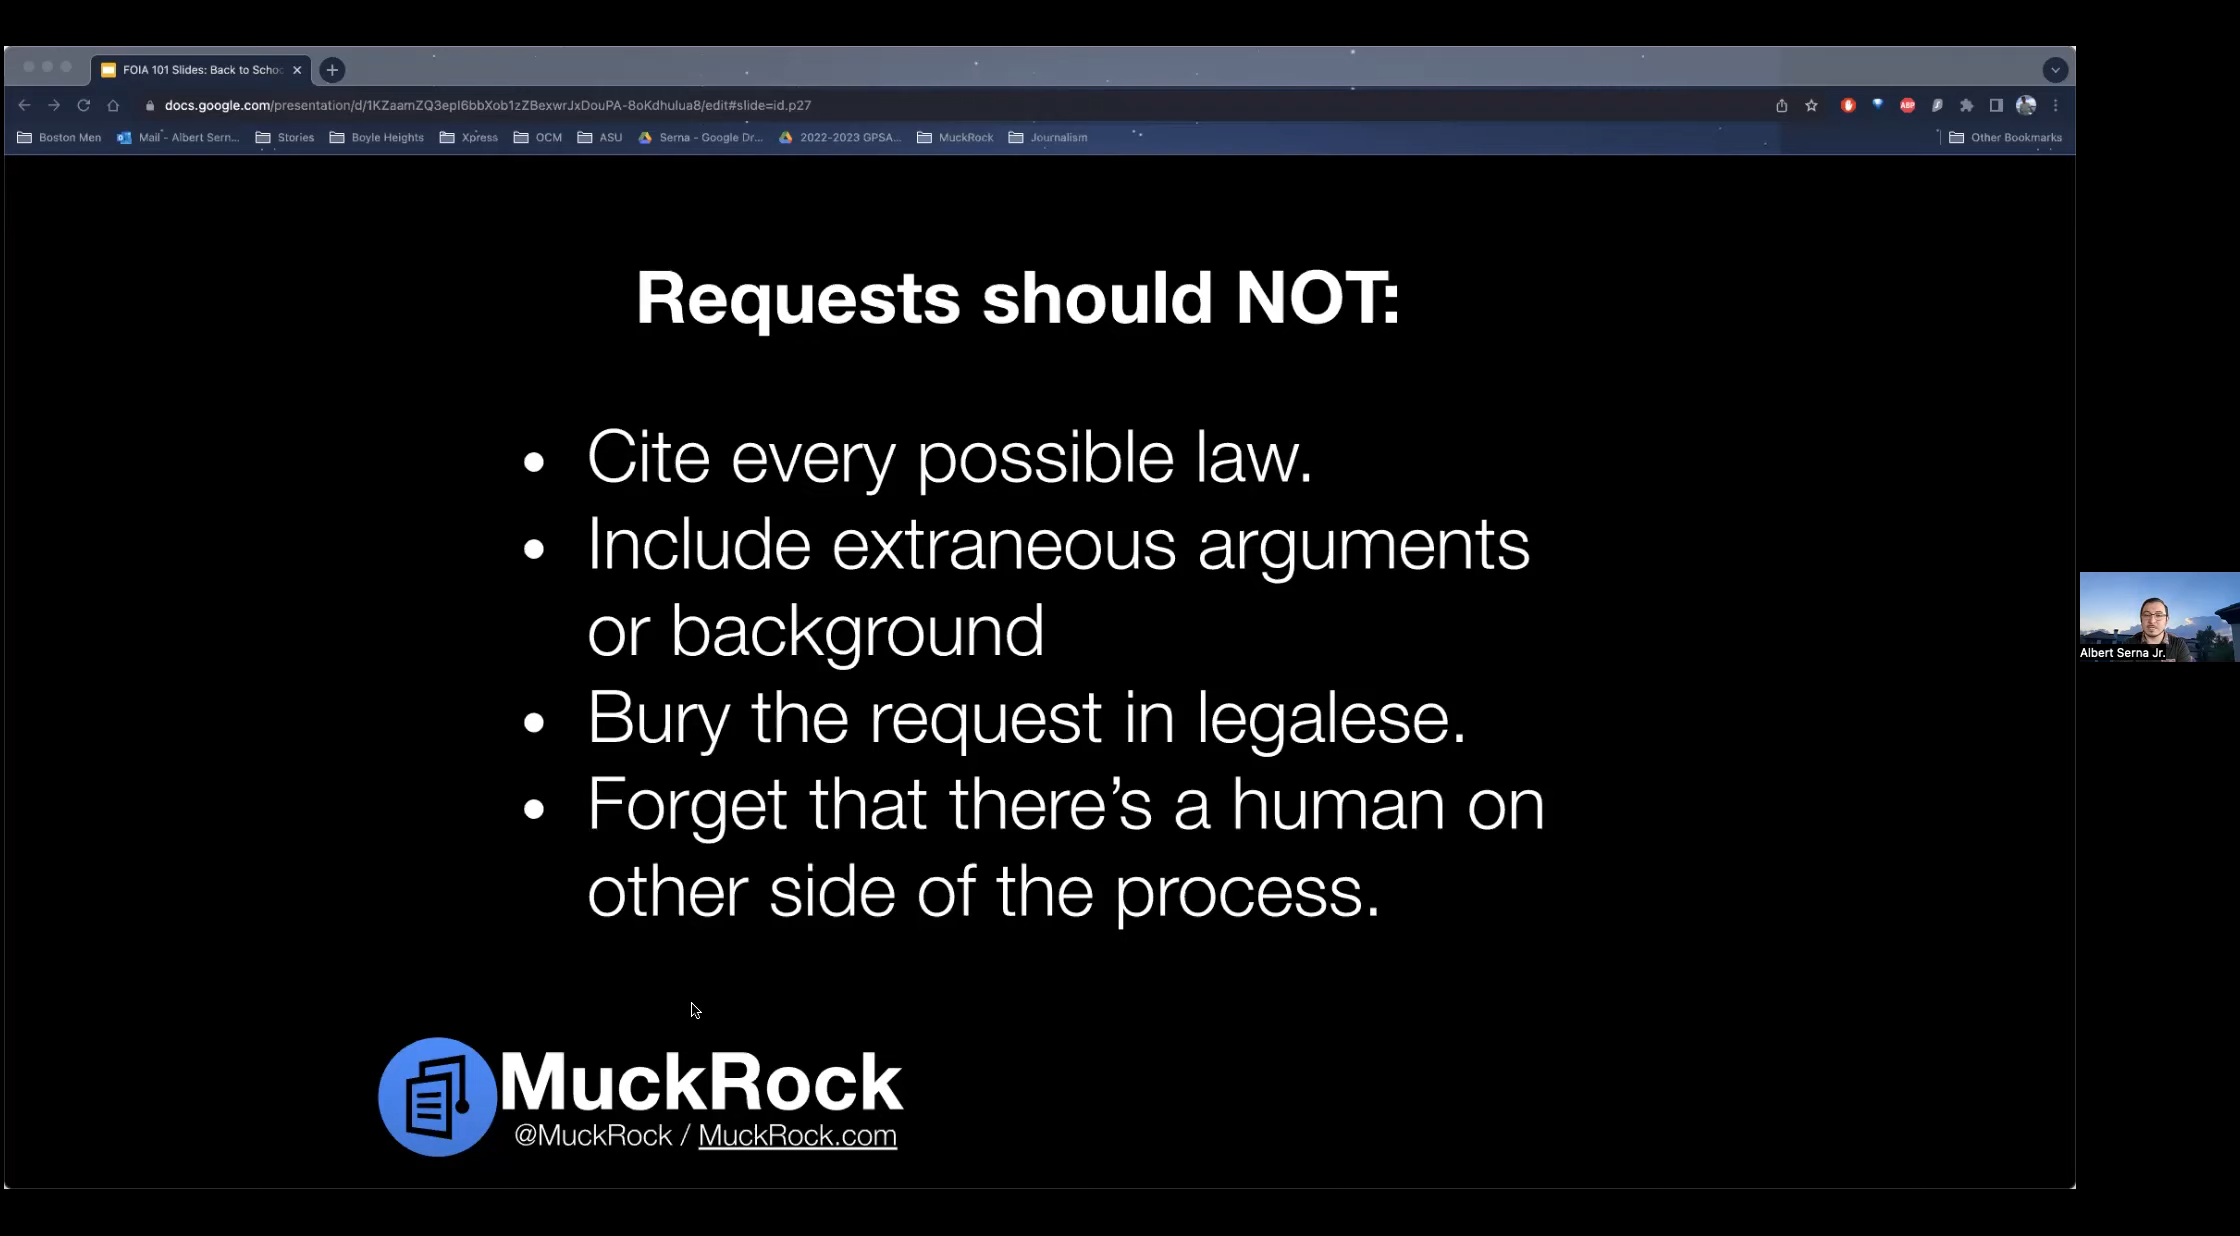 FOIA 101 Slides: Back to Schoo
docs.google.com/presentation/d/1KZaamZQ3epI6bbXob1zZBexwrJxDouPA-8oKdhulua8/edit#slide=id.p27
ABP
Boston Men Mail - Albert Sern... Stories Boyle Heights Xpress OCM ASU Serna - Google Dr... 2022-2023 GPSA... MuckRock Journalism Other Bookmarks
Requests should NOT:
• Cite every possible law.
• Include extraneous arguments
or background
• Bury the request in legalese.
• Forget that there’s a human on
other side of the process.
Albert Serna Jr.
MuckRock
@MuckRock / MuckRock.com